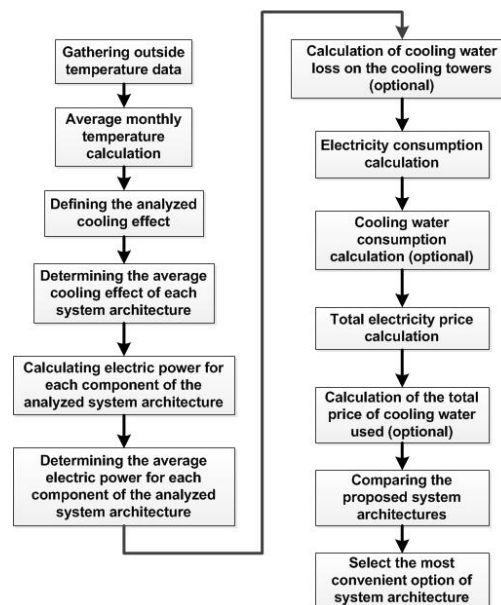 Gathering outside
temperature data
Average monthly
temperature
calculation
Defining the analyzed
cooling effect
Determining the average
cooling effect of each
system architecture
Calculating electric power for
each component of the
analyzed system architecture
Determining the average
electric power for each
component of the analyzed
system architecture
Calculation of cooling water
loss on the cooling towers
(optional)
Electricity consumption
calculation
Cooling water
consumption
calculation (optional)
Total electricity price
calculation
Calculation of the total
price of cooling water
used (optional)
Comparing the
proposed system
architectures
Select the most
convenient option of
system architecture